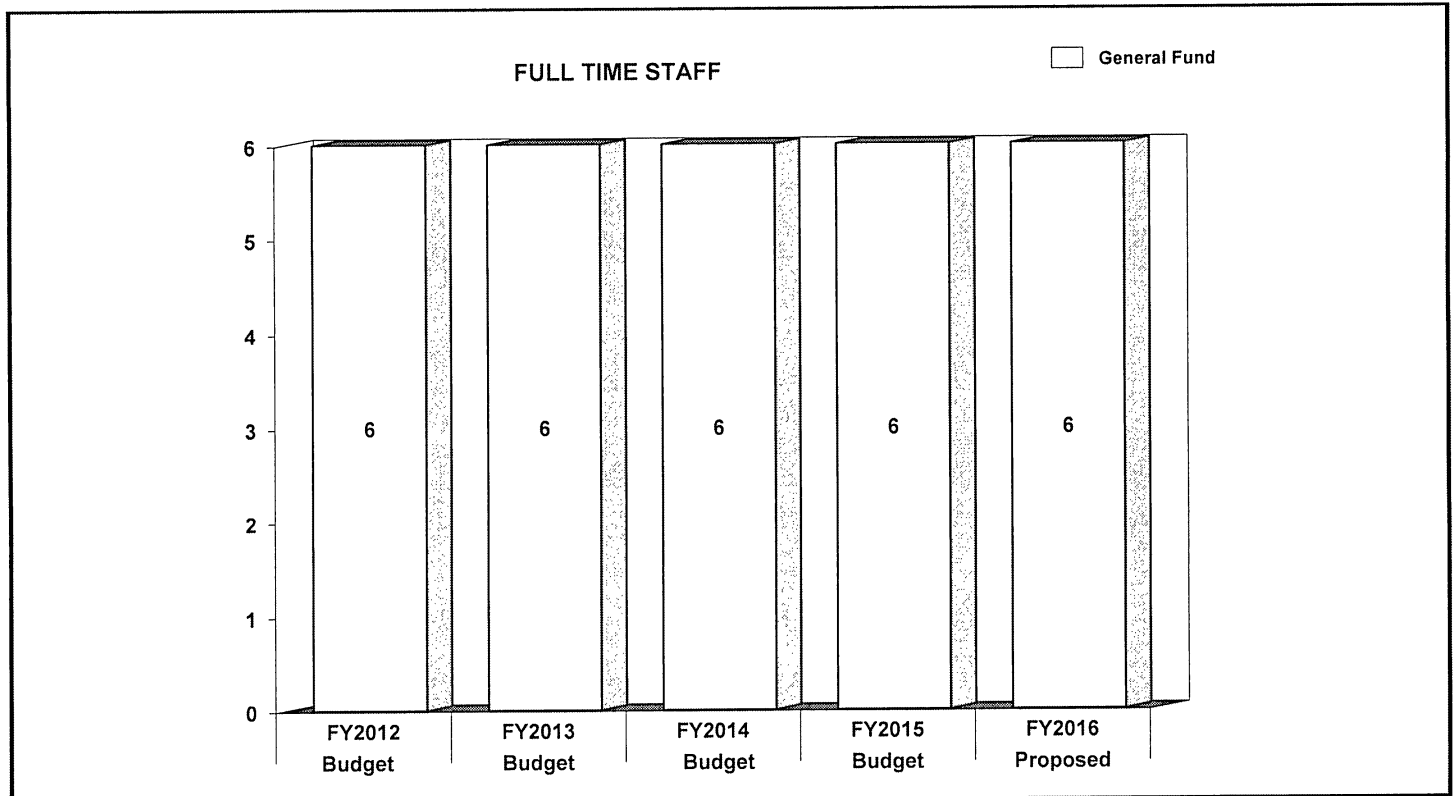 FULL TIME STAFF
General Fund
6
5
4
3
2
1
0
6
6
6
6
6
FY2012
Budget
FY2013
Budget
FY2014
Budget
FY2015
Budget
FY2016
Proposed